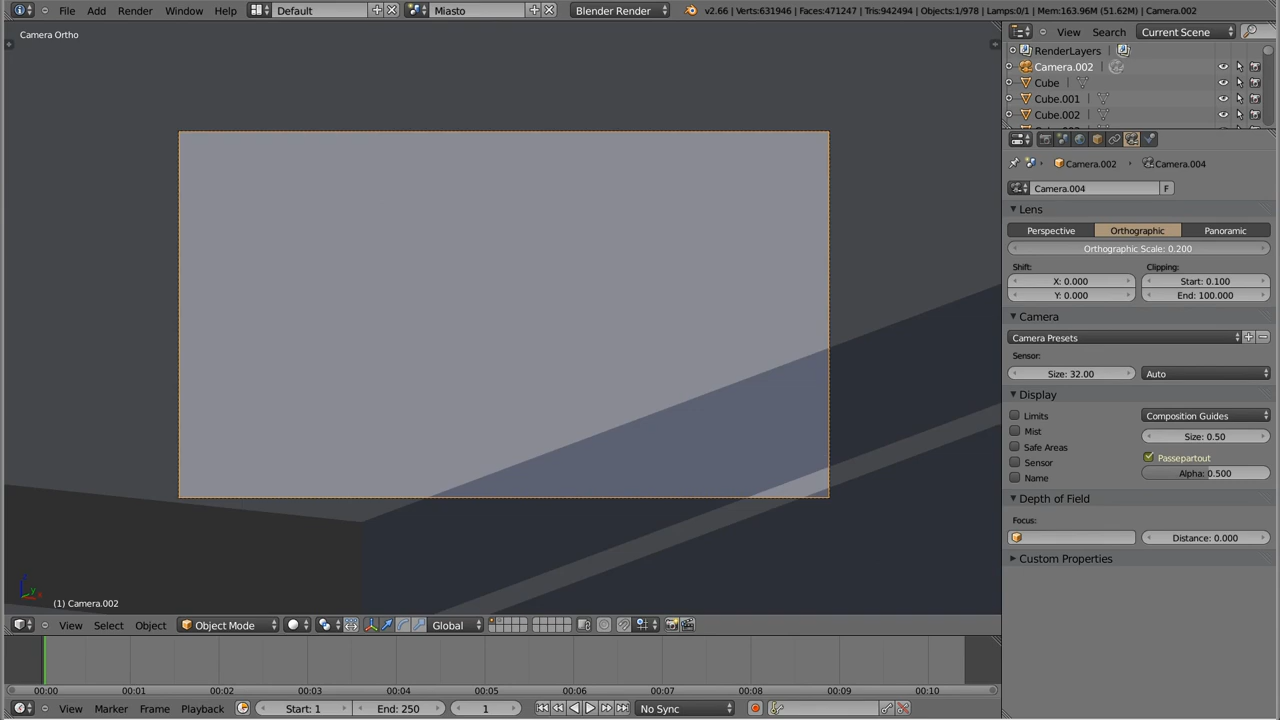 File Add Render Window Help Default Miasto Blender Render v2.66 | Verts:631946 | Faces:471247 | Tris:942494 | Objects:1/978 | Lamps:0/1 | Mem:163.96M (51.62M) | Camera.002
Camera Ortho
View Search Current Scene
RenderLayers
Camera.002
Cube
Cube.001
Cube.002
Camera.002 Camera.004
Camera.004 F
Lens
Perspective Orthographic Panoramic
Orthographic Scale: 0.200
Shift: Clipping:
X: 0.000 Start: 0.100
Y: 0.000 End: 100.000
Camera
Camera Presets
Sensor:
Size: 32.00 Auto
Display
Limits Composition Guides
Mist Size: 0.50
Safe Areas Passepartout
Sensor Alpha: 0.500
Name
Depth of Field
Focus:
Distance: 0.000
Custom Properties
(1) Camera.002
View Select Object Object Mode Global
00:00 00:01 00:02 00:03 00:04 00:05 00:06 00:07 00:08 00:09 00:10
View Marker Frame Playback Start: 1 End: 250 1 No Sync